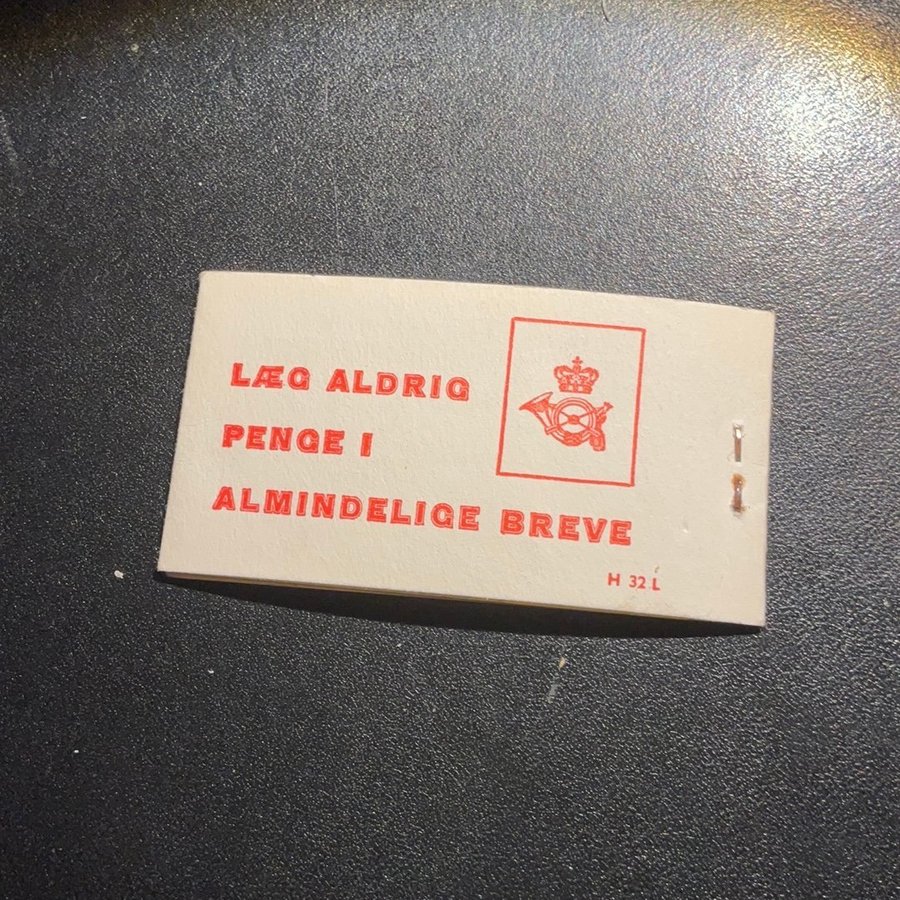 LÆG ALDRIG
PENGE I
ALMINDELIGE BREVE
H 32 L